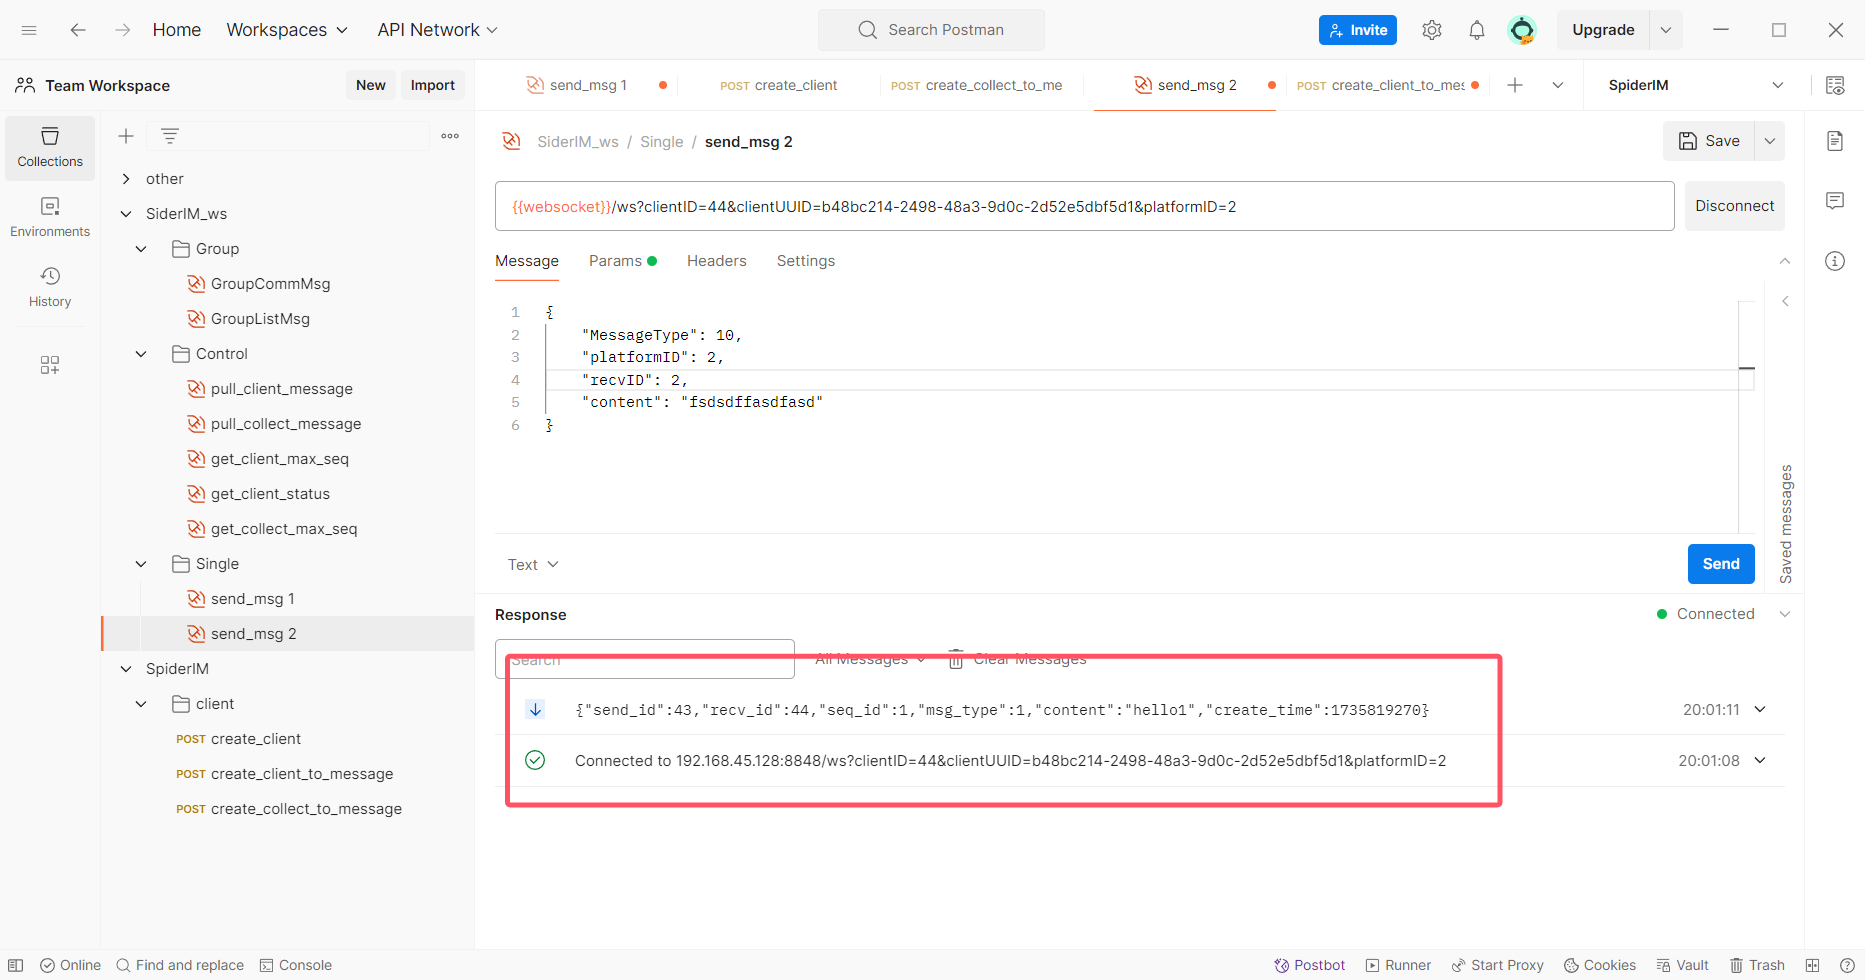 Home Workspaces API Network Search Postman Invite Upgrade
Team Workspace New Import
send_msg 1 POST create_client POST create_collect_to_me send_msg 2 POST create_client_to_mes SpiderIM
Collections
Environments
History
other
SiderIM_ws
Group
GroupCommMsg
GroupListMsg
Control
pull_client_message
pull_collect_message
get_client_max_seq
get_client_status
get_collect_max_seq
Single
send_msg 1
send_msg 2
SpiderIM
client
POST create_client
POST create_client_to_message
POST create_collect_to_message
SiderIM_ws / Single / send_msg 2 Save
{{websocket}}/ws?clientID=44&clientUUID=b48bc214-2498-48a3-9d0c-2d52e5dbf5d1&platformID=2 Disconnect
Message Params Headers Settings
1 {
2 "MessageType": 10,
3 "platformID": 2,
4 "recvID": 2,
5 "content": "fsdsdffasdfasd"
6 }
Saved messages
Text Send
Response Connected
Search All Messages Clear Messages
{"send_id":43,"recv_id":44,"seq_id":1,"msg_type":1,"content":"hello1","create_time":1735819270} 20:01:11
Connected to 192.168.45.128:8848/ws?clientID=44&clientUUID=b48bc214-2498-48a3-9d0c-2d52e5dbf5d1&platformID=2 20:01:08
Online Find and replace Console Postbot Runner Start Proxy Cookies Vault Trash